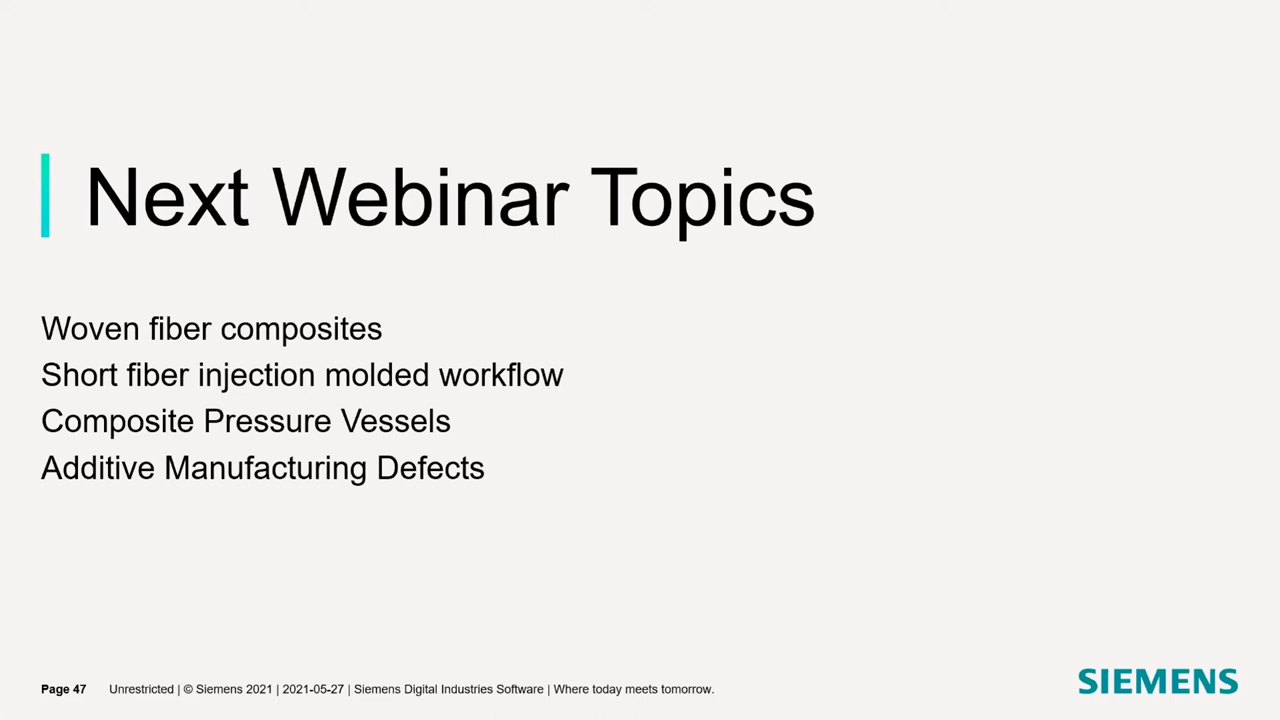 Next Webinar Topics
Woven fiber composites
Short fiber injection molded workflow
Composite Pressure Vessels
Additive Manufacturing Defects
Page 47 Unrestricted | © Siemens 2021 | 2021-05-27 | Siemens Digital Industries Software | Where today meets tomorrow.
SIEMENS